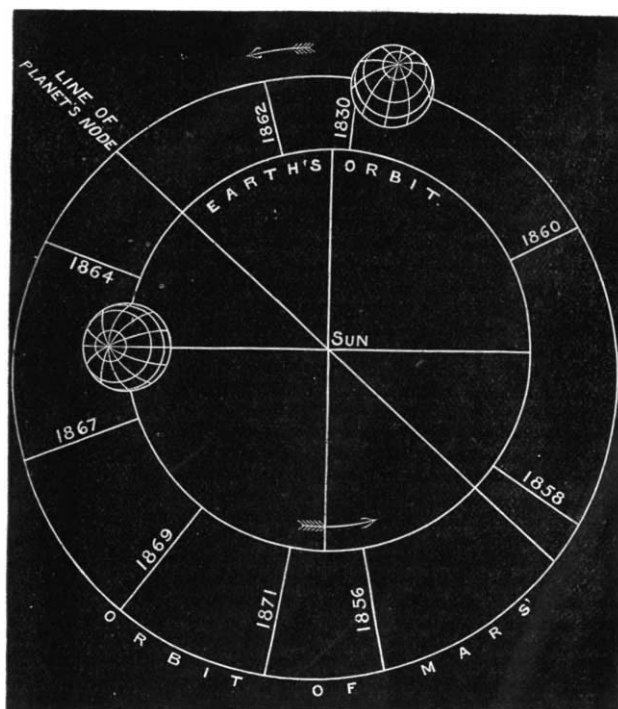 LINE OF
PLANET'S NODE
1862
1830
EARTH'S ORBIT
1860
1864
SUN
1867
1858
1869
1871
1856
ORBIT OF MARS'